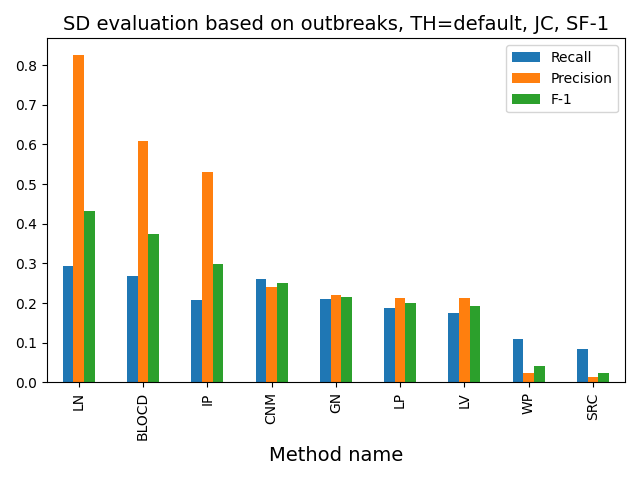 SD evaluation based on outbreaks, TH=default, JC, SF-1
Recall
Precision
F-1
0.8
0.7
0.6
0.5
0.4
0.3
0.2
0.1
0.0
LN
BLOCD
IP
CNM
GN
LP
LV
WP
SRC
Method name